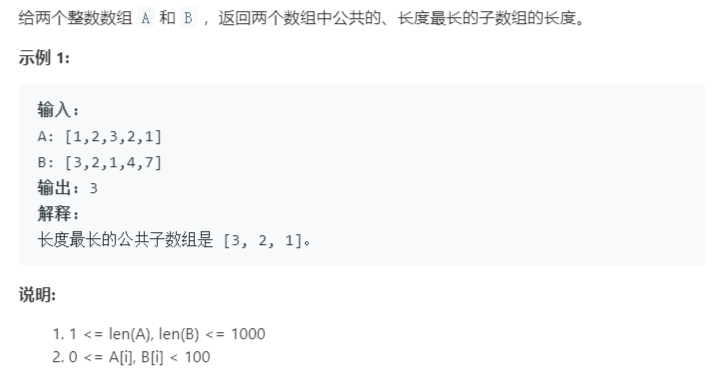 给两个整数数组 A 和 B ，返回两个数组中公共的、长度最长的子数组的长度。
示例 1:
输入:
A: [1,2,3,2,1]
B: [3,2,1,4,7]
输出: 3
解释:
长度最长的公共子数组是 [3, 2, 1]。
说明:
1. 1 <= len(A), len(B) <= 1000
2. 0 <= A[i], B[i] < 100